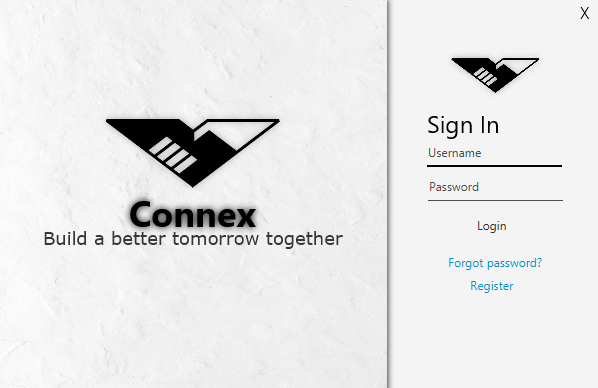 Connex
Build a better tomorrow together
X
Sign In
Username
Password
Login
Forgot password?
Register